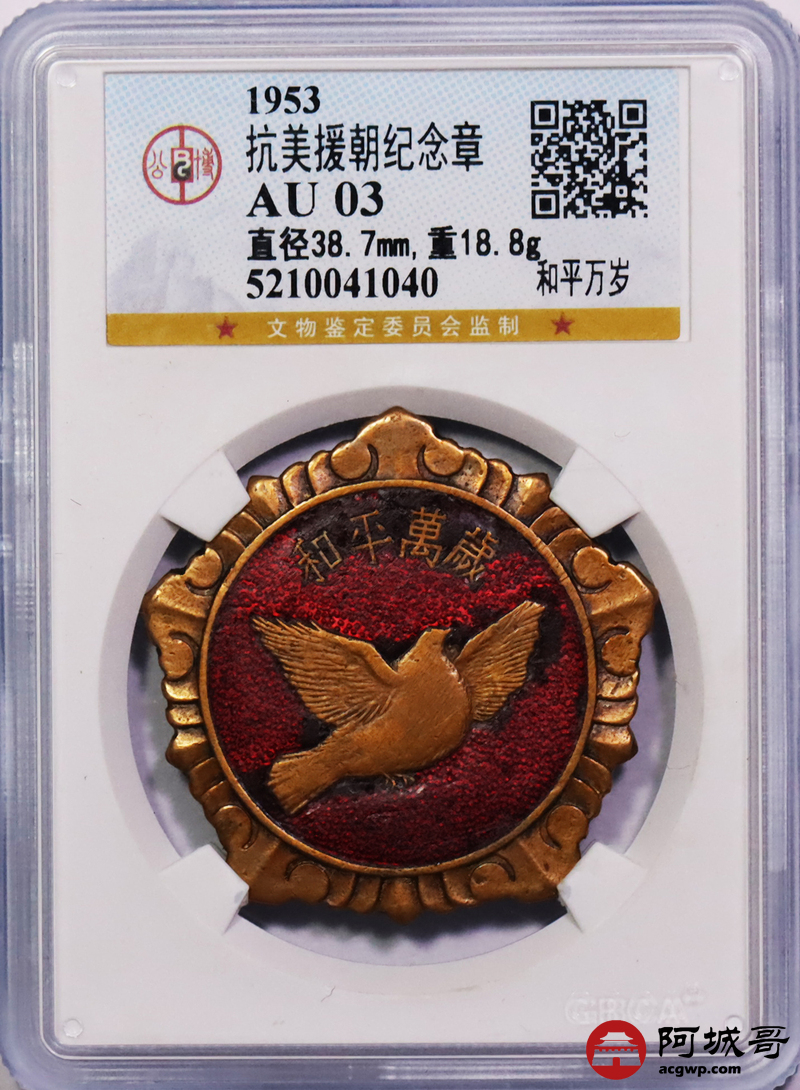 1953
抗美援朝纪念章
AU 03
直径38.7mm,重18.8g
5210041040
和平万岁
公博
文物鉴定委员会监制
和平萬歲
阿城哥
acgwp.com